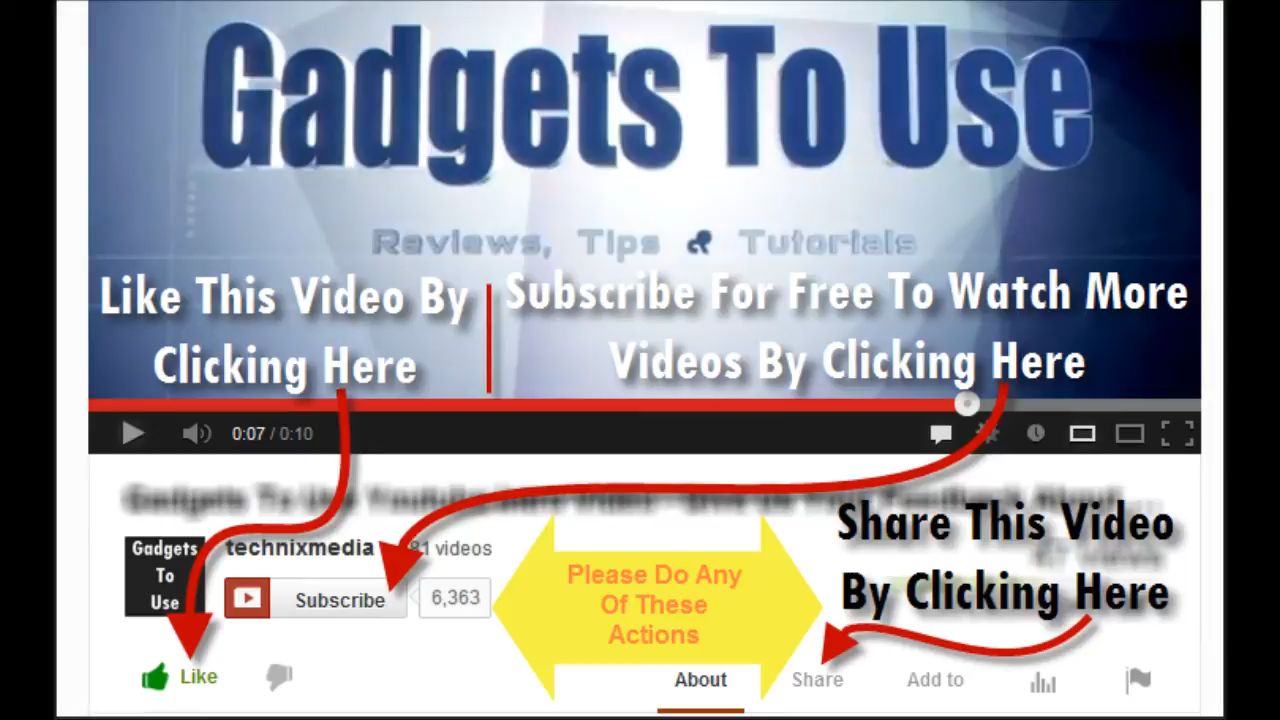 Gadgets To Use
Reviews, Tips & Tutorials
Like This Video By
Clicking Here
Subscribe For Free To Watch More
Videos By Clicking Here
0:07 / 0:10
Share This Video
By Clicking Here
Gadgets
To
Use
technixmedia
81 videos
Subscribe
6,363
Please Do Any
Of These
Actions
Like
About
Share
Add to